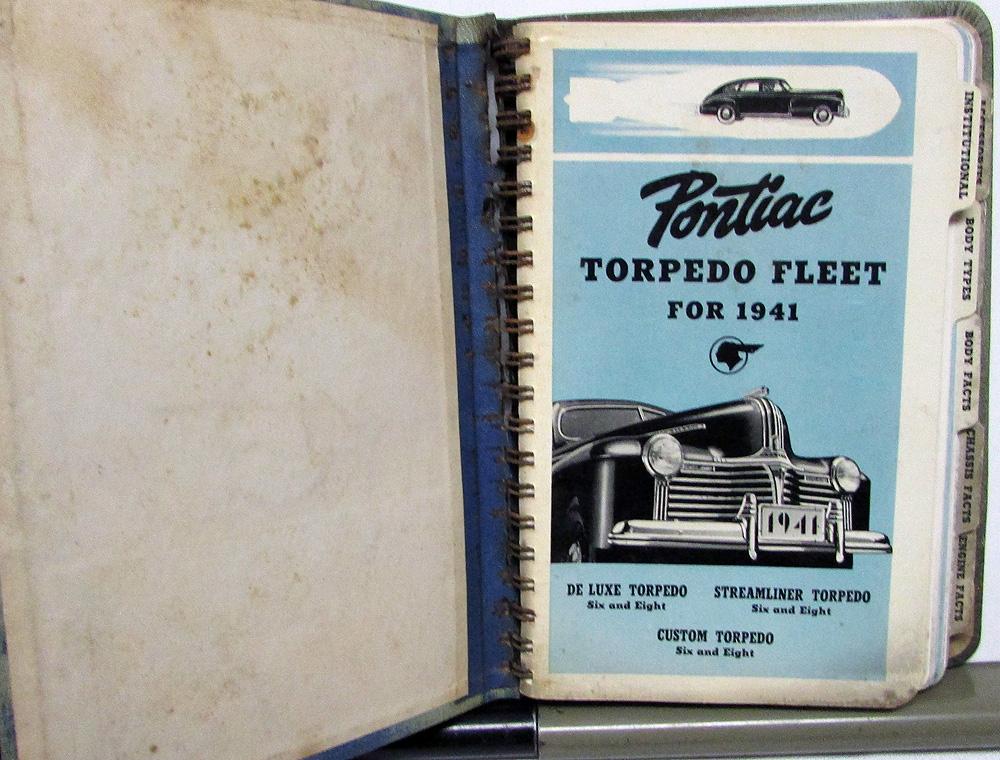 Pontiac
TORPEDO FLEET
FOR 1941
1941
DE LUXE TORPEDO
Six and Eight
STREAMLINER TORPEDO
Six and Eight
CUSTOM TORPEDO
Six and Eight
INSTITUTIONAL
BODY TYPES
BODY FACTS
CHASSIS FACTS
ENGINE FACTS